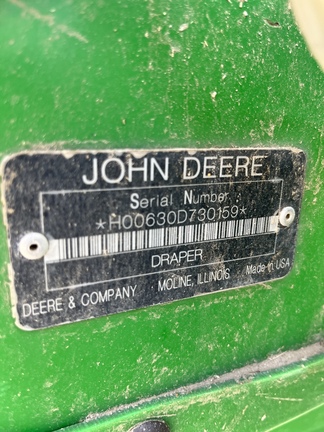 JOHN DEERE
Serial Number
*H00630D730159*
DRAPER
DEERE & COMPANY MOLINE, ILLINOIS Made in USA